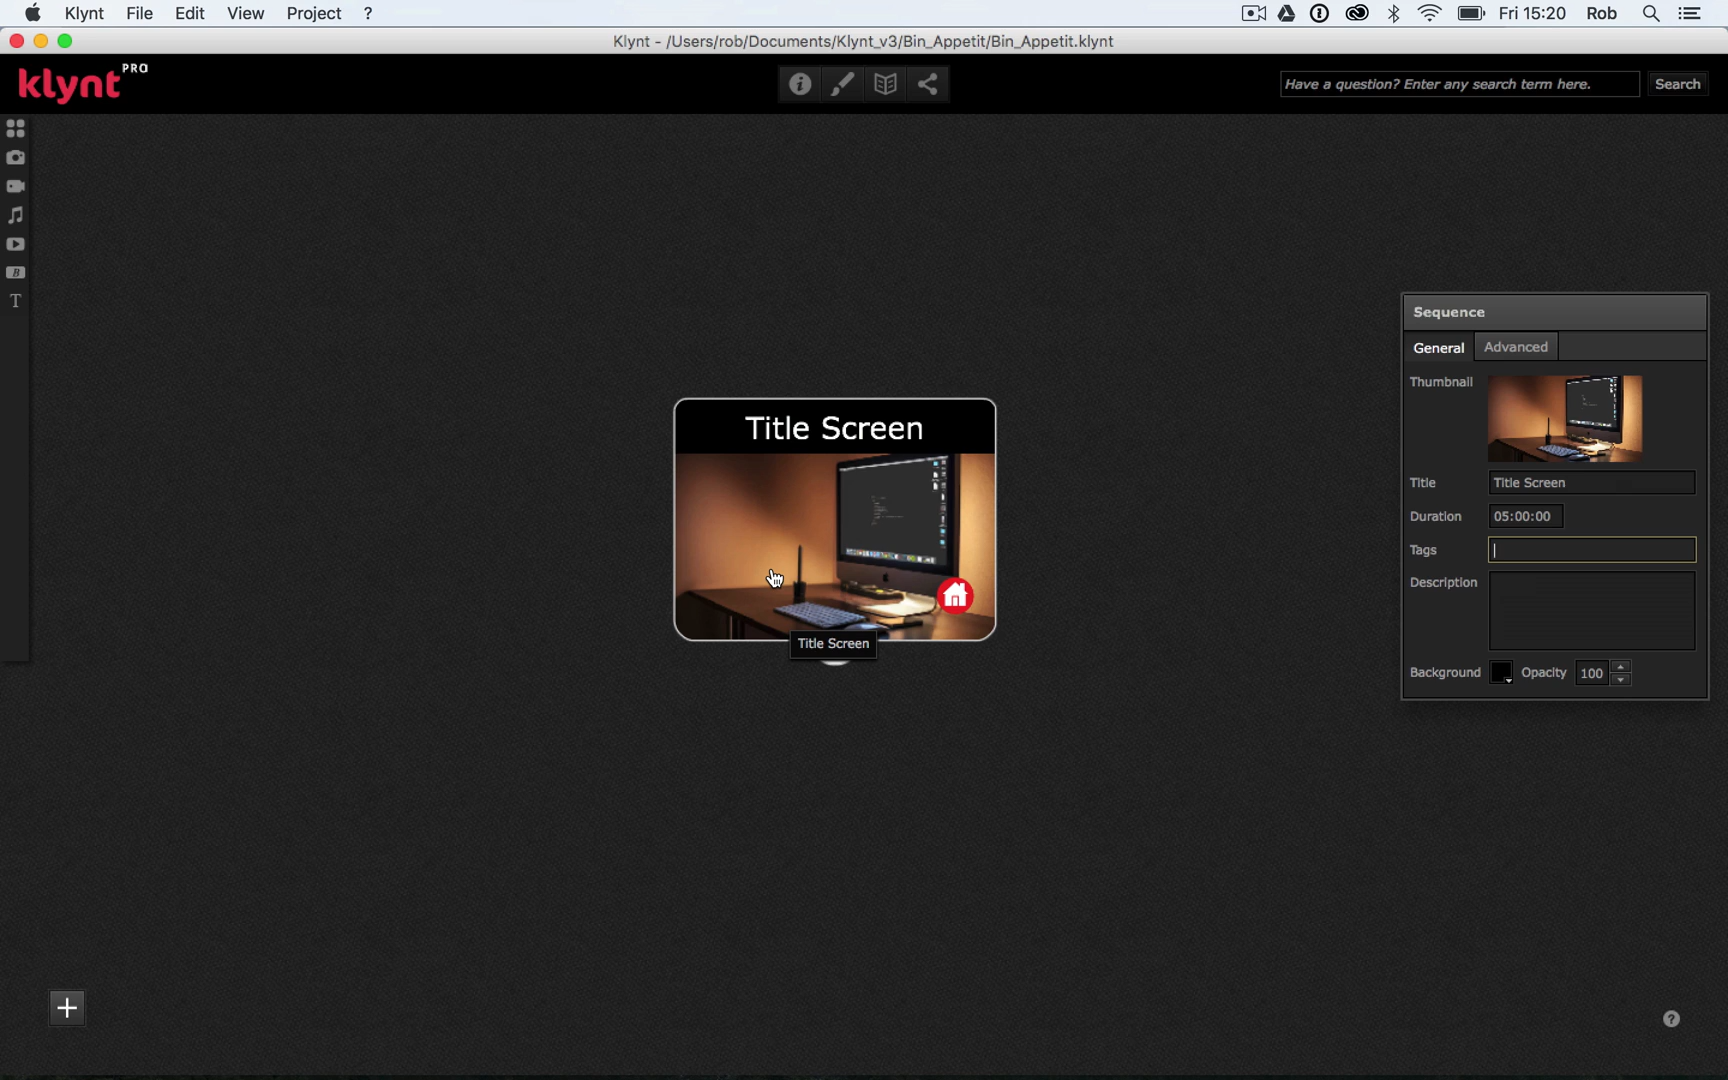 Klynt File Edit View Project ? Fri 15:20 Rob
Klynt - /Users/rob/Documents/Klynt_v3/Bin_Appetit/Bin_Appetit.klynt
klynt PRO
Have a question? Enter any search term here. Search
T
Sequence
General Advanced
Thumbnail
Title Screen
Title Title Screen
Duration 05:00:00
Tags
Description
Title Screen
Background Opacity 100
+
?